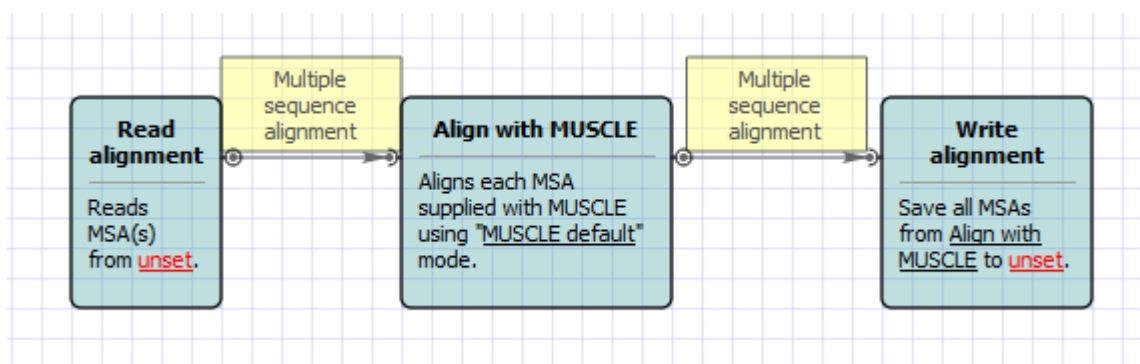 Read
alignment
Reads
MSA(s)
from unset.
Multiple
sequence
alignment
Align with MUSCLE
Aligns each MSA
supplied with MUSCLE
using "MUSCLE default"
mode.
Multiple
sequence
alignment
Write
alignment
Save all MSAs
from Align with
MUSCLE to unset.